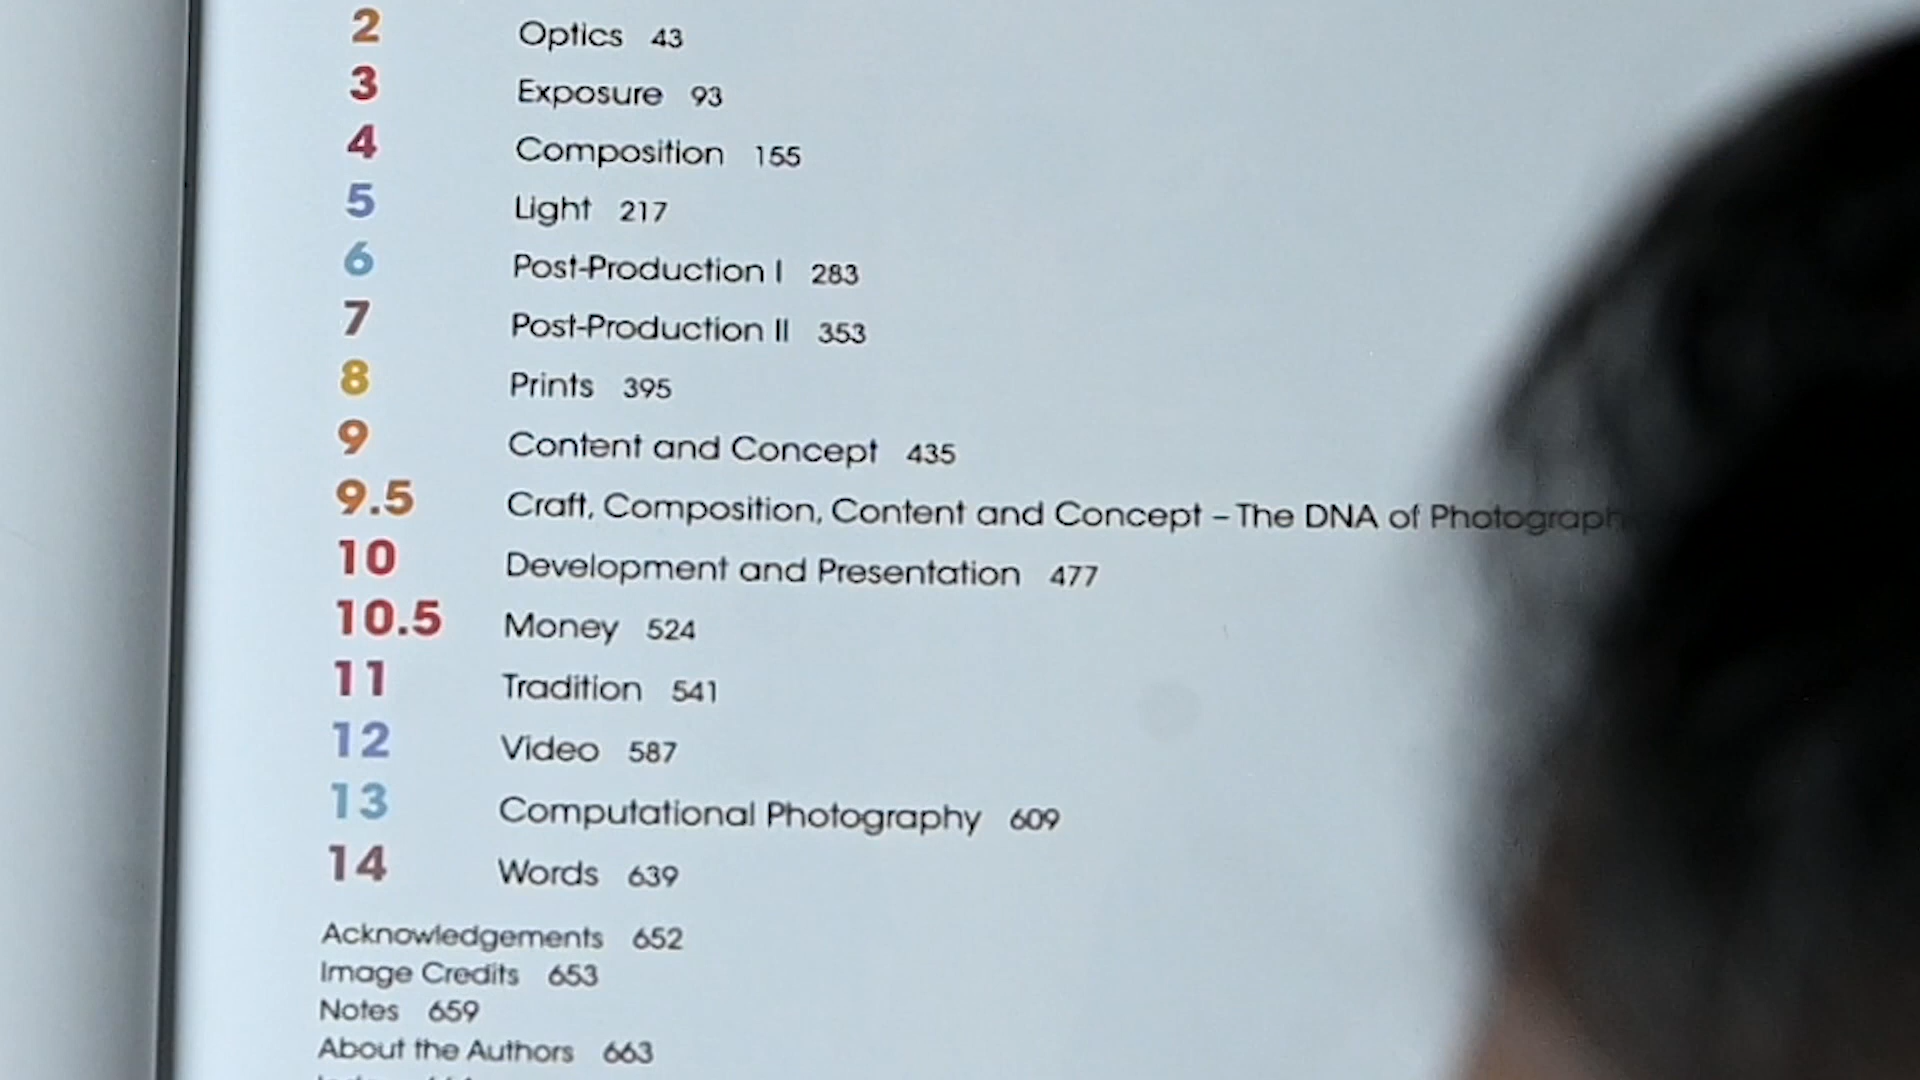 2 Optics 43
3 Exposure 93
4 Composition 155
5 Light 217
6 Post-Production I 283
7 Post-Production II 353
8 Prints 395
9 Content and Concept 435
9.5 Craft, Composition, Content and Concept – The DNA of Photograph
10 Development and Presentation 477
10.5 Money 524
11 Tradition 541
12 Video 587
13 Computational Photography 609
14 Words 639
Acknowledgements 652
Image Credits 653
Notes 659
About the Authors 663